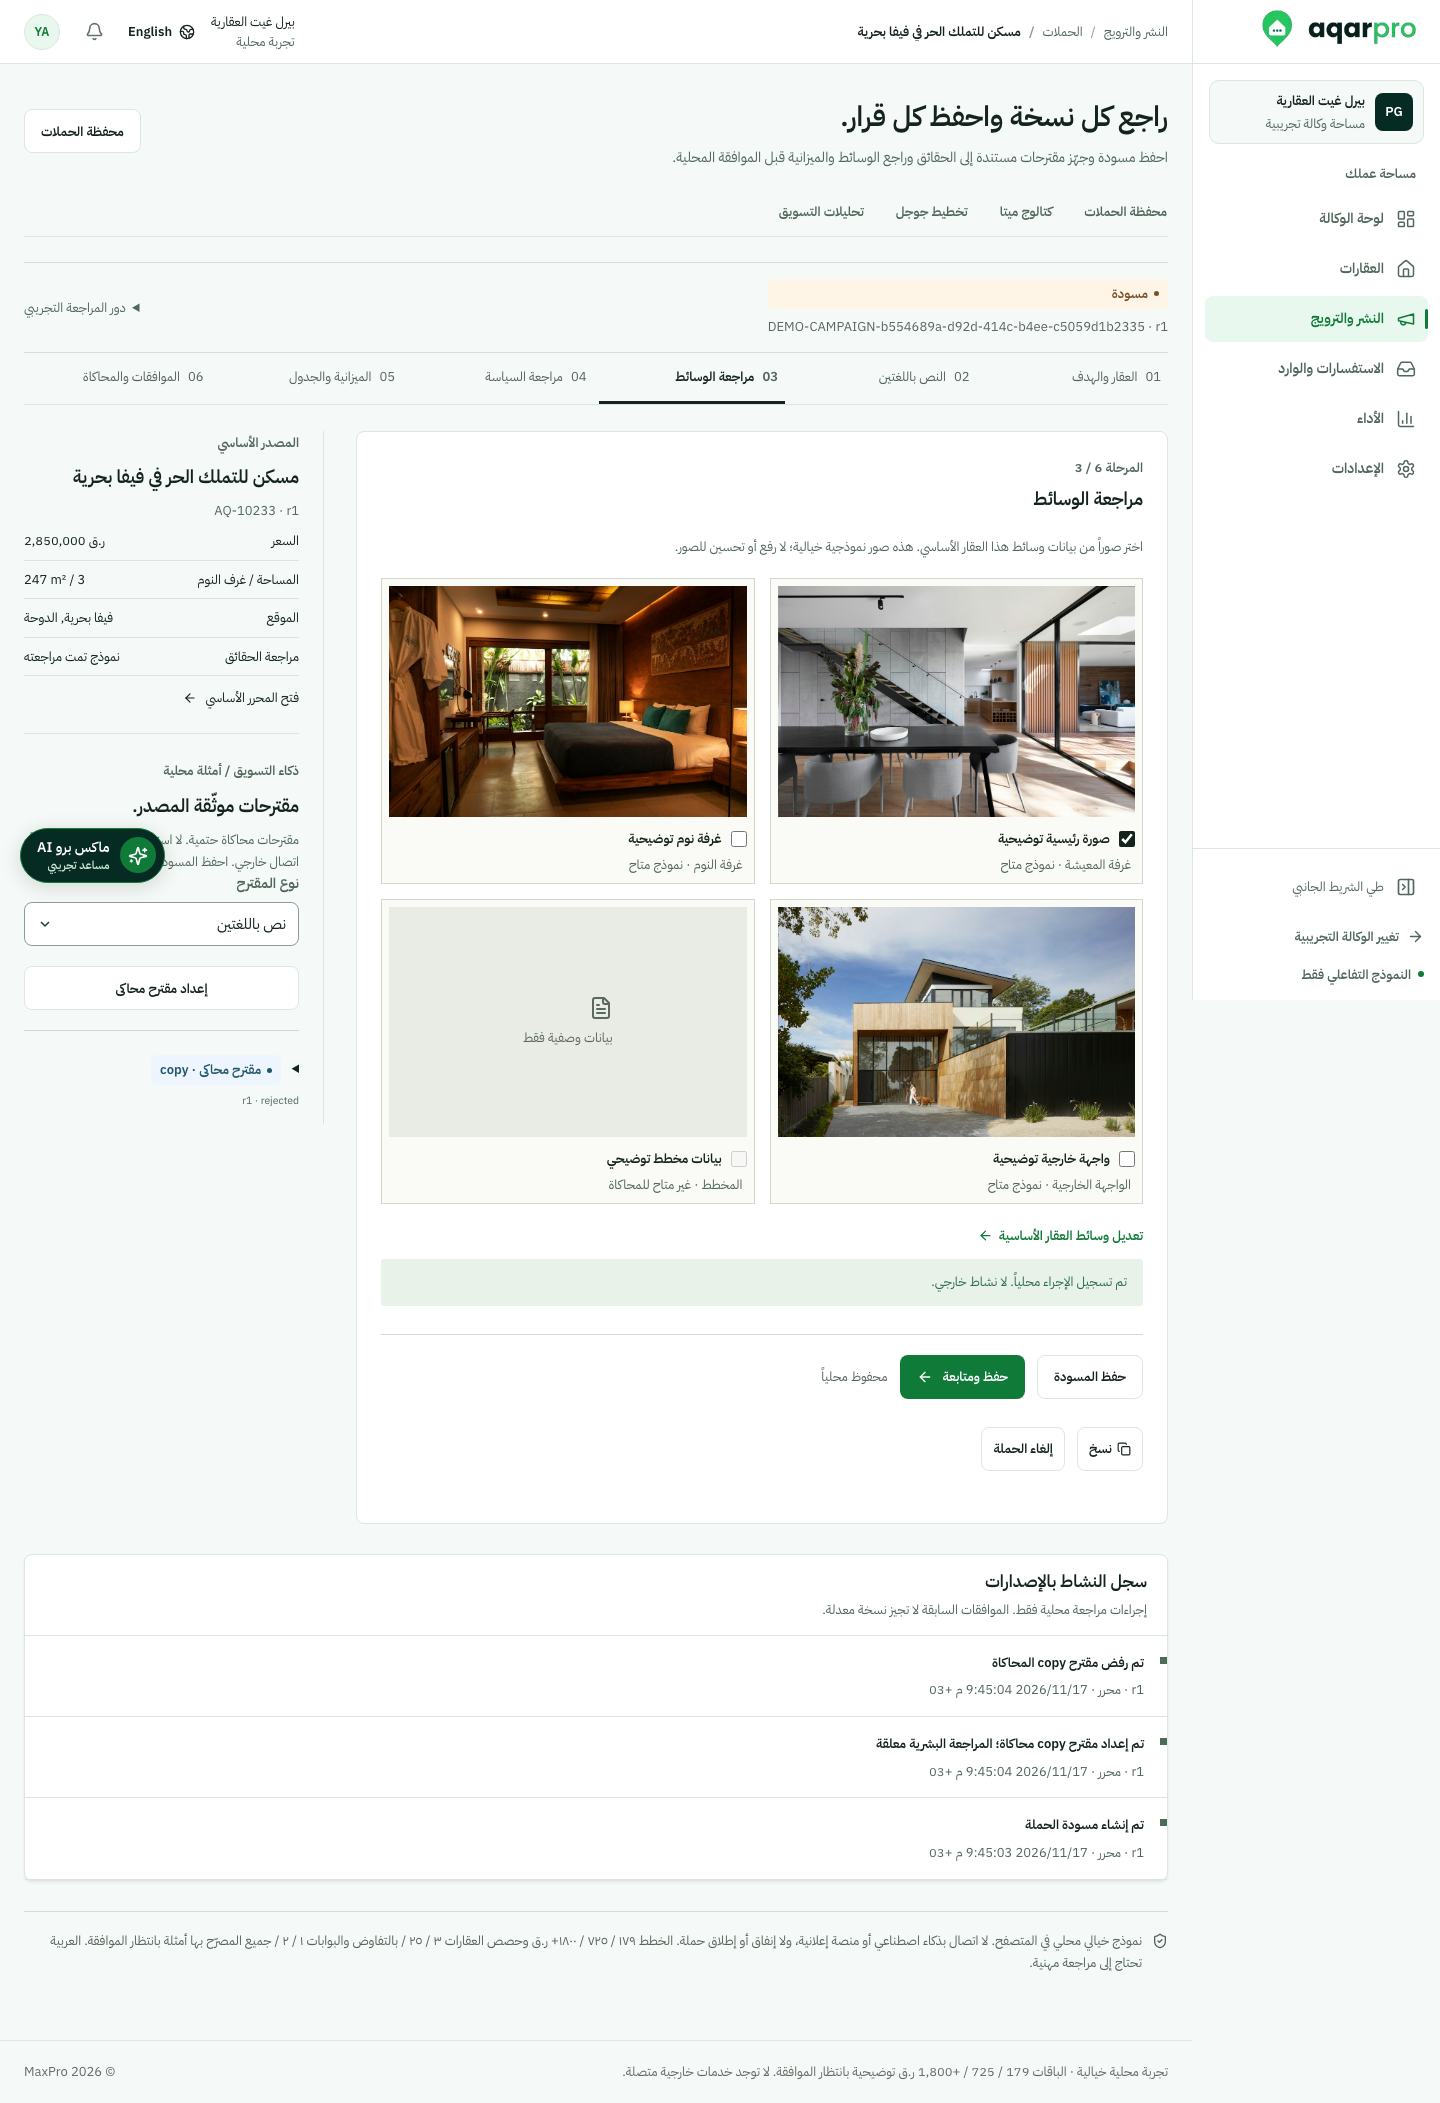 aqarpro
PG
بيرل غيت العقارية
مساحة وكالة تجريبية
مساحة عملك
لوحة الوكالة
العقارات
النشر والترويج
الاستفسارات والوارد
الأداء
الإعدادات
طي الشريط الجانبي
تغيير الوكالة التجريبية
النموذج التفاعلي فقط
النشر والترويج / الحملات / مسكن للتملك الحر في فيفا بحرية
بيرل غيت العقارية
تجربة محلية
English
YA
راجع كل نسخة واحفظ كل قرار.
احفظ مسودة وجهّز مقترحات مستندة إلى الحقائق وراجع الوسائط والميزانية قبل الموافقة المحلية.
محفظة الحملات
محفظة الحملات
كتالوج ميتا
تخطيط جوجل
تحليلات التسويق
مسودة
DEMO-CAMPAIGN-b554689a-d92d-414c-b4ee-c5059d1b2335 · r1
دور المراجعة التجريبي
01 العقار والهدف
02 النص باللغتين
03 مراجعة الوسائط
04 مراجعة السياسة
05 الميزانية والجدول
06 الموافقات والمحاكاة
المرحلة 6 / 3
مراجعة الوسائط
اختر صوراً من بيانات وسائط هذا العقار الأساسي. هذه صور نموذجية خيالية؛ لا رفع أو تحسين للصور.
صورة رئيسية توضيحية
غرفة المعيشة · نموذج متاح
غرفة نوم توضيحية
غرفة النوم · نموذج متاح
واجهة خارجية توضيحية
الواجهة الخارجية · نموذج متاح
بيانات وصفية فقط
بيانات مخطط توضيحي
المخطط · غير متاح للمحاكاة
تعديل وسائط العقار الأساسية
تم تسجيل الإجراء محلياً. لا نشاط خارجي.
حفظ المسودة
حفظ ومتابعة
محفوظ محلياً
نسخ
إلغاء الحملة
المصدر الأساسي
مسكن للتملك الحر في فيفا بحرية
AQ-10233 · r1
السعر
2,850,000 ر.ق
المساحة / غرف النوم
247 m² / 3
الموقع
فيفا بحرية, الدوحة
مراجعة الحقائق
نموذج تمت مراجعته
فتح المحرر الأساسي
ذكاء التسويق / أمثلة محلية
مقترحات موثّقة المصدر.
مقترحات محاكاة حتمية. لا
اتصال خارجي. احفظ
ماكس برو AI
مساعد تجريبي
نوع المقترح
نص باللغتين
إعداد مقترح محاكى
مقترح محاكى · copy
r1 · rejected
سجل النشاط بالإصدارات
إجراءات مراجعة محلية فقط. الموافقات السابقة لا تجيز نسخة معدلة.
تم رفض مقترح copy المحاكاة
r1 · محرر · 2026/11/17 9:45:04 م +03
تم إعداد مقترح copy محاكاة؛ المراجعة البشرية معلقة
r1 · محرر · 2026/11/17 9:45:04 م +03
تم إنشاء مسودة الحملة
r1 · محرر · 2026/11/17 9:45:03 م +03
نموذج خيالي محلي في المتصفح. لا اتصال بذكاء اصطناعي أو منصة إعلانية، ولا إنفاق أو إطلاق حملة. الخطط ١٧٩ / ٧٢٥ / ١٨٠٠+ ر.ق وحصص العقارات ٣ / ٢٥ / بالتفاوض والبوابات ١ / ٢ / جميع المصرّح بها أمثلة بانتظار الموافقة. العربية
تحتاج إلى مراجعة مهنية.
تجربة محلية خيالية · الباقات 179 / 725 / 1,800+ ر.ق توضيحية بانتظار الموافقة. لا توجد خدمات خارجية متصلة.
© 2026 MaxPro